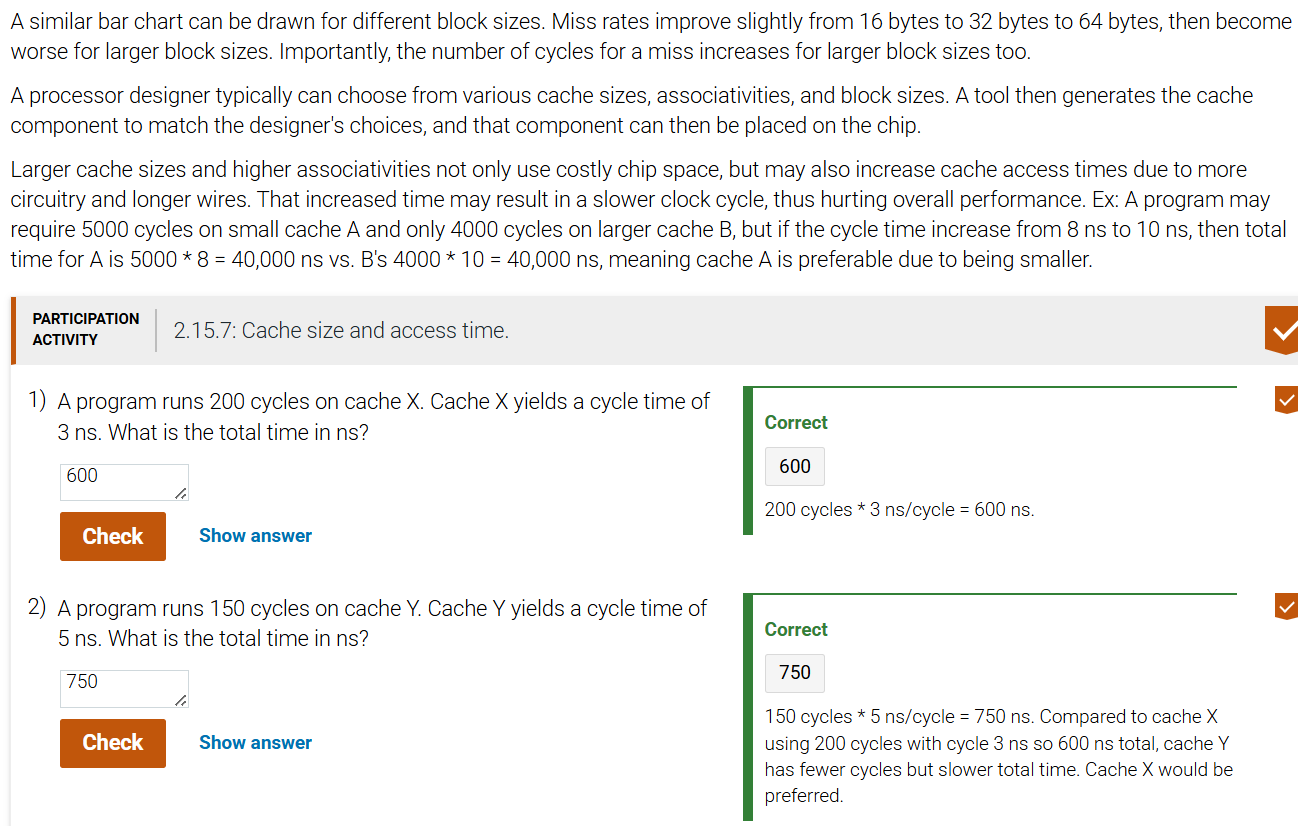 A similar bar chart can be drawn for different block sizes. Miss rates improve slightly from 16 bytes to 32 bytes to 64 bytes, then become
worse for larger block sizes. Importantly, the number of cycles for a miss increases for larger block sizes too.
A processor designer typically can choose from various cache sizes, associativities, and block sizes. A tool then generates the cache
component to match the designer's choices, and that component can then be placed on the chip.
Larger cache sizes and higher associativities not only use costly chip space, but may also increase cache access times due to more
circuitry and longer wires. That increased time may result in a slower clock cycle, thus hurting overall performance. Ex: A program may
require 5000 cycles on small cache A and only 4000 cycles on larger cache B, but if the cycle time increase from 8 ns to 10 ns, then total
time for A is 5000 * 8 = 40,000 ns vs. B's 4000 * 10 = 40,000 ns, meaning cache A is preferable due to being smaller.
PARTICIPATION
ACTIVITY
2.15.7: Cache size and access time.
1) A program runs 200 cycles on cache X. Cache X yields a cycle time of
3 ns. What is the total time in ns?
600
Check
Show answer
Correct
600
200 cycles * 3 ns/cycle = 600 ns.
2) A program runs 150 cycles on cache Y. Cache Y yields a cycle time of
5 ns. What is the total time in ns?
750
Check
Show answer
Correct
750
150 cycles * 5 ns/cycle = 750 ns. Compared to cache X
using 200 cycles with cycle 3 ns so 600 ns total, cache Y
has fewer cycles but slower total time. Cache X would be
preferred.